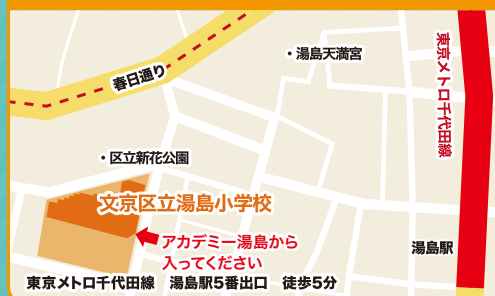 ・湯島天満宮
東京メトロ千代田線
春日通り
・区立新花公園
文京区立湯島小学校
アカデミー湯島から
入ってください
湯島駅
東京メトロ千代田線 湯島駅5番出口 徒歩5分